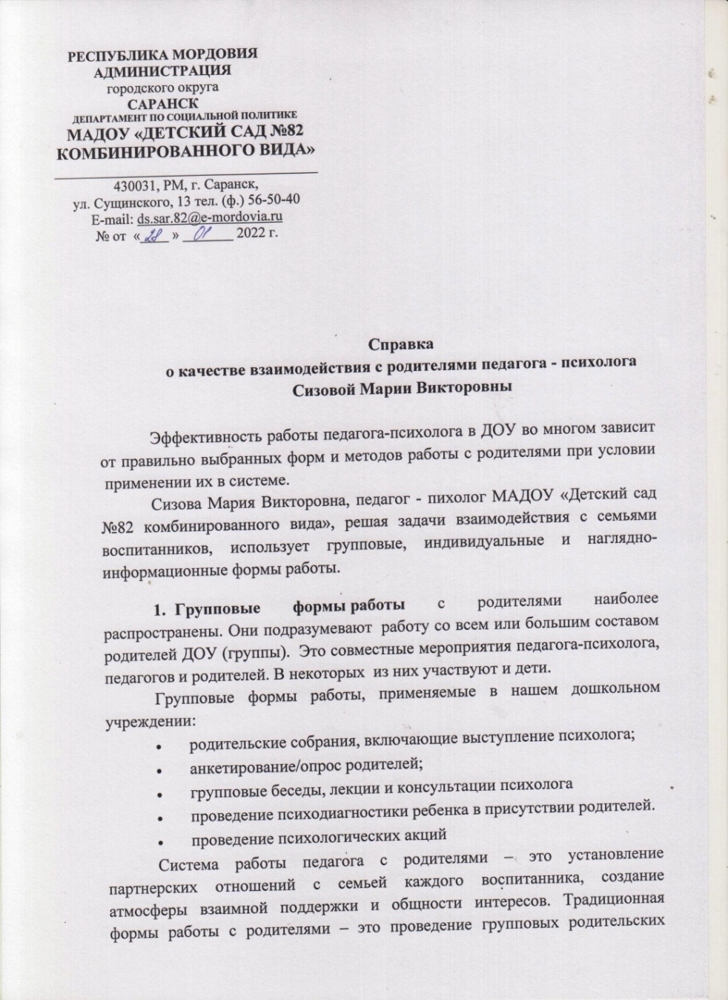 РЕСПУБЛИКА МОРДОВИЯ
АДМИНИСТРАЦИЯ
городского округа
САРАНСК
ДЕПАРТАМЕНТ ПО СОЦИАЛЬНОЙ ПОЛИТИКЕ
МАДОУ «ДЕТСКИЙ САД №82
КОМБИНИРОВАННОГО ВИДА»
430031, РМ, г. Саранск,
ул. Сущинского, 13 тел. (ф.) 56-50-40
E-mail: ds.sar.82@e-mordovia.ru
№ от «28» 01 2022 г.
Справка
о качестве взаимодействия с родителями педагога - психолога
Сизовой Марии Викторовны
Эффективность работы педагога-психолога в ДОУ во многом зависит
от правильно выбранных форм и методов работы с родителями при условии
применении их в системе.
Сизова Мария Викторовна, педагог - пихолог МАДОУ «Детский сад
№82 комбинированного вида», решая задачи взаимодействия с семьями
воспитанников, использует групповые, индивидуальные и наглядно-
информационные формы работы.
1. Групповые формы работы с родителями наиболее
распространены. Они подразумевают работу со всем или большим составом
родителей ДОУ (группы). Это совместные мероприятия педагога-психолога,
педагогов и родителей. В некоторых из них участвуют и дети.
Групповые формы работы, применяемые в нашем дошкольном
учреждении:
• родительские собрания, включающие выступление психолога;
• анкетирование/опрос родителей;
• групповые беседы, лекции и консультации психолога
• проведение психодиагностики ребенка в присутствии родителей.
• проведение психологических акций
Система работы педагога с родителями – это установление
партнерских отношений с семьей каждого воспитанника, создание
атмосферы взаимной поддержки и общности интересов. Традиционная
формы работы с родителями – это проведение групповых родительских